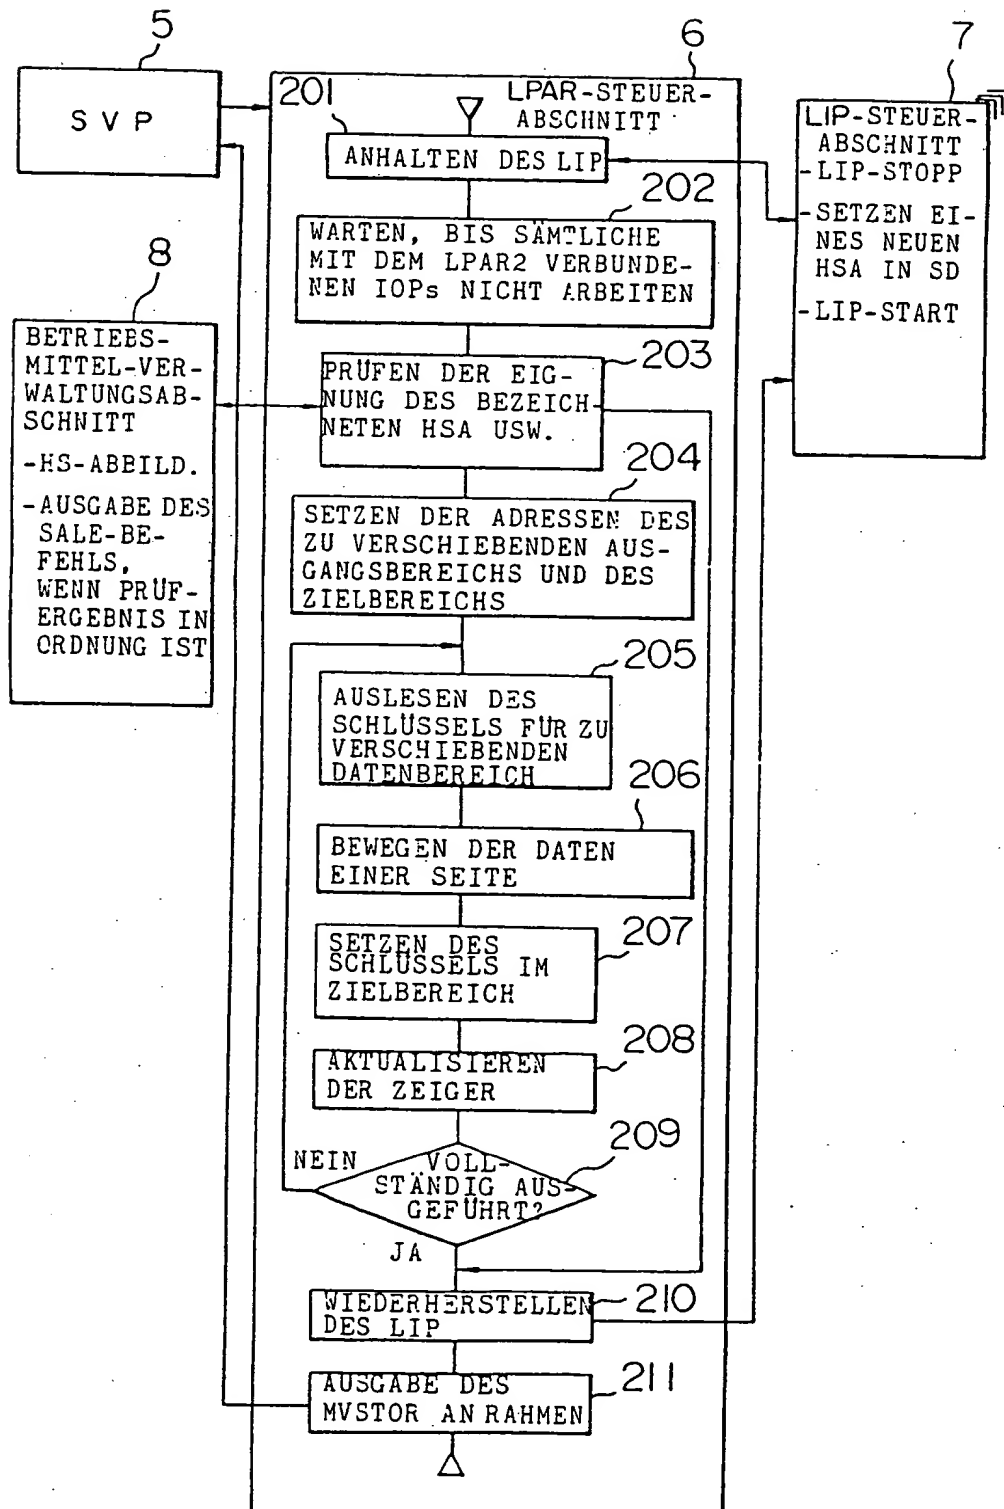 5
SVP
6
LPAR-STEUER-
ABSCHNITT
201
ANHALTEN DES LIP
202
WARTEN, BIS SÄMTLICHE
MIT DEM LPAR2 VERBUNDE-
NEN IOPs NICHT ARBEITEN
203
PRÜFEN DER EIG-
NUNG DES BEZEICH
NETEN HSA USW.
204
SETZEN DER ADRESSEN DES
ZU VERSCHIEBENDEN AUS-
GANGSBEREICHS UND DES
ZIELBEREICHS
205
AUSLESEN DES
SCHLÜSSELS FÜR ZU
VERSCHIEBENDEN
DATENBEREICH
206
BEWEGEN DER DATEN
EINER SEITE
207
SETZEN DES
SCHLÜSSELS IM
ZIELBEREICH
208
AKTUALISIEREN
DER ZEIGER
209
VOLL-
STÄNDIG AUS-
GEFÜHRT?
NEIN
JA
210
WIEDERHERSTELLEN
DES LIP
211
AUSGABE DES
MVSTOR AN RAHMEN
7
LIP-STEUER-
ABSCHNITT
-LIP-STOPP
-SETZEN EI-
NES NEUEN
HSA IN SD
-LIP-START
8
BETRIEBS-
MITTEL-VER-
WALTUNGSAB-
SCHNITT
-HS-ABBILD.
-AUSGABE DES
SALE-BE-
FEHLS,
WENN PRÜF-
ERGEBNIS IN
ORDNUNG IST